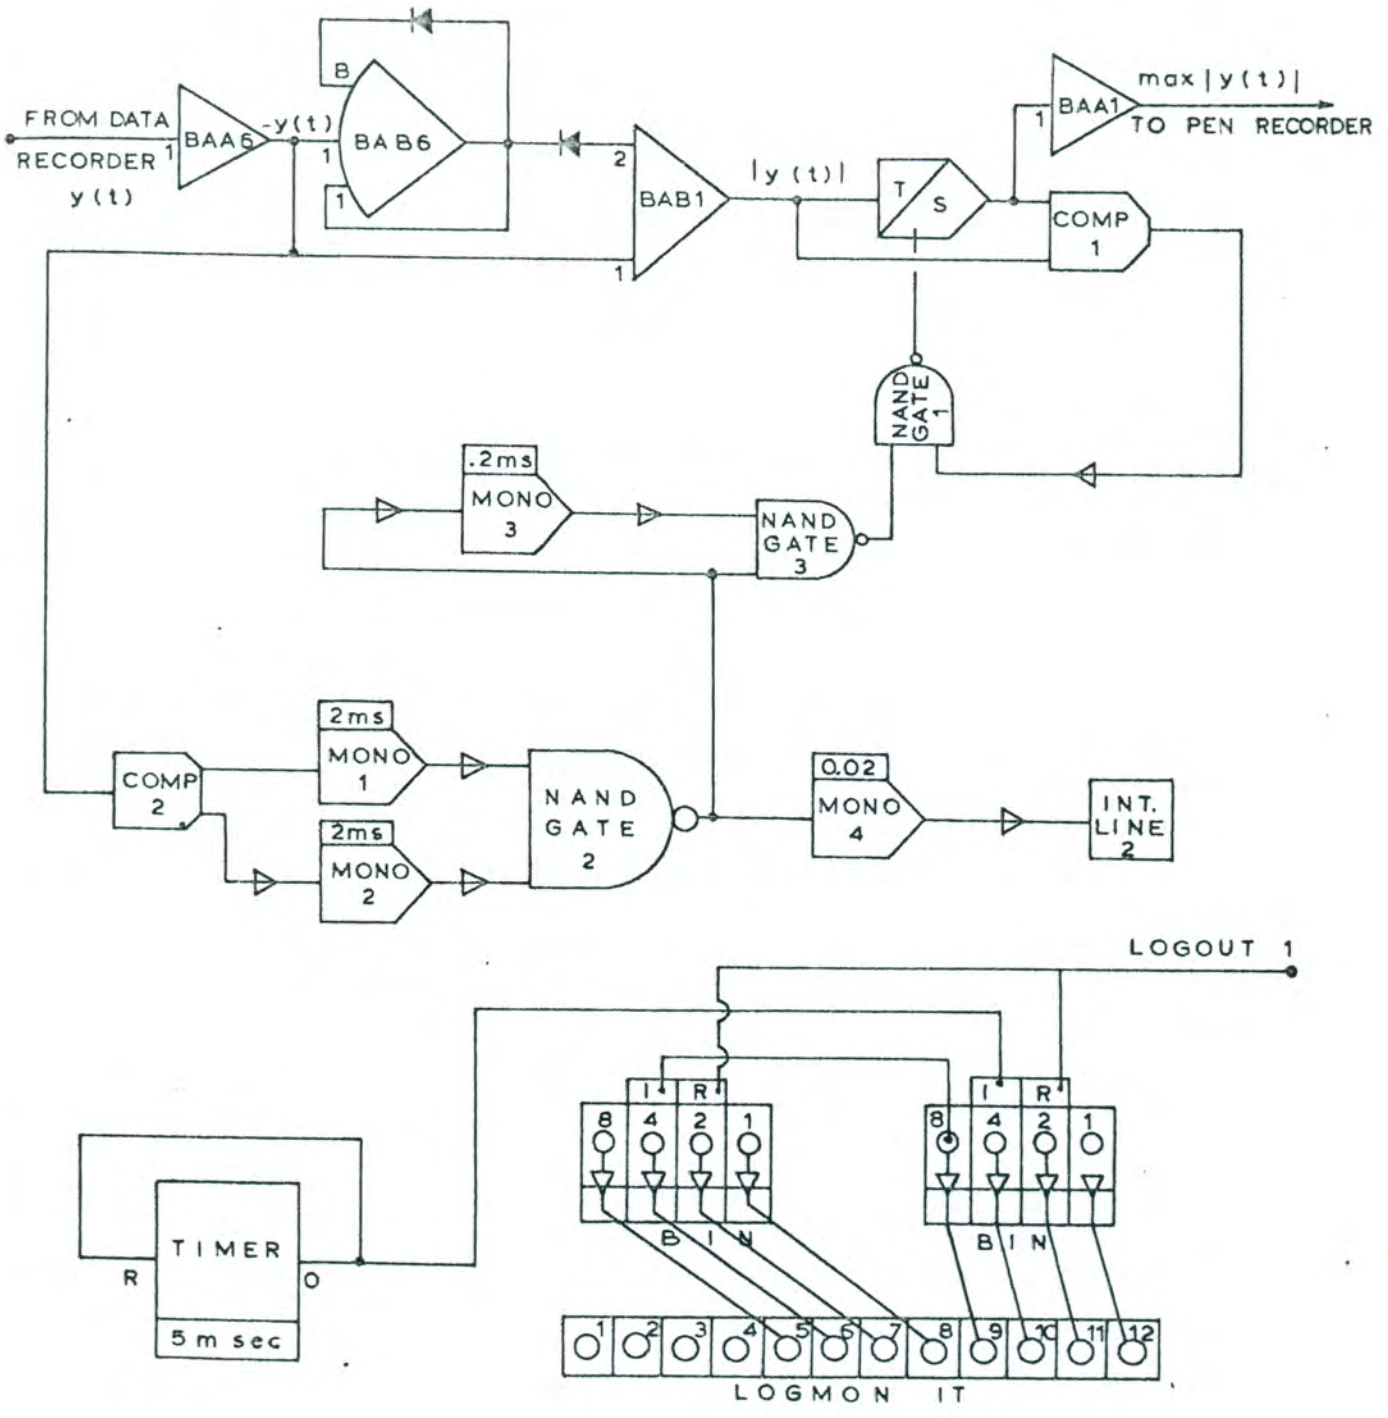 FROM DATA
RECORDER
y(t)
1
BAA6
-y(t)
B
1
1
BAB6
2
1
BAB1
|y(t)|
T
S
1
BAA1
max|y(t)|
TO PEN RECORDER
COMP
1
NAND
GATE
1
.2ms
MONO
3
NAND
GATE
3
COMP
2
2ms
MONO
1
2ms
MONO
2
NAND
GATE
2
0.02
MONO
4
INT.
LINE
2
LOGOUT 1
I R
8 4 2 1
BIN
I R
8 4 2 1
BIN
TIMER
R
O
5 m sec
1 2 3 4 5 6 7 8 9 10 11 12
LOGMON IT